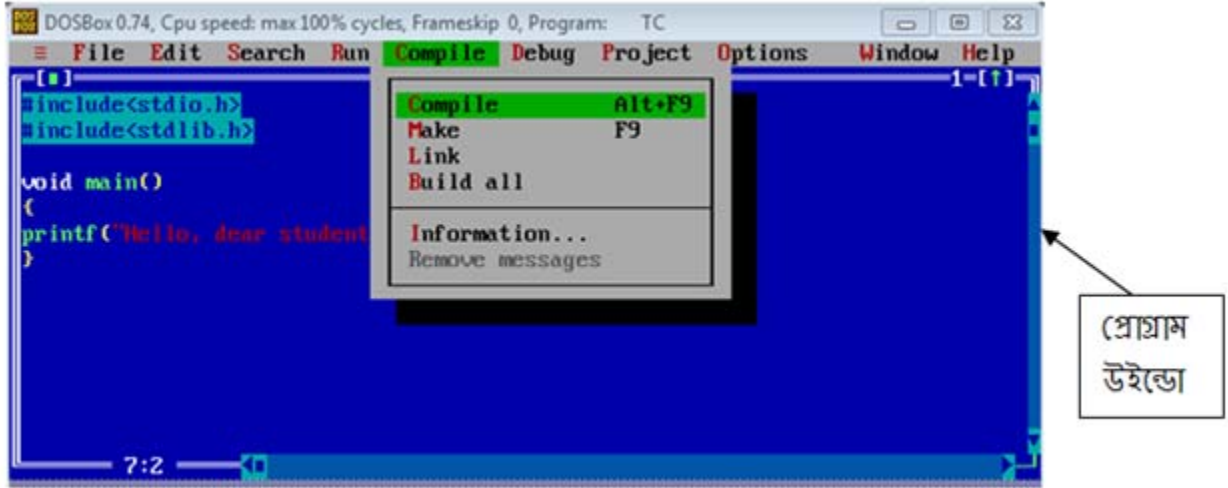 DOSBox 0.74, Cpu speed: max 100% cycles, Frameskip 0, Program: TC
≡ File Edit Search Run Compile Debug Project Options Window Help
1
#include<stdio.h>
#include<stdlib.h>
void main()
{
printf("Hello, dear student
}
Compile Alt+F9
Make F9
Link
Build all
Information...
Remove messages
7:2
প্রোগ্রাম
উইন্ডো